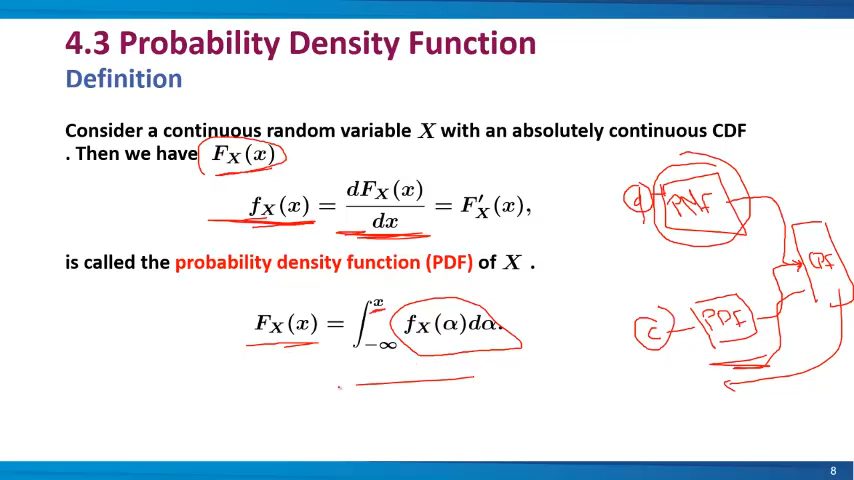 4.3 Probability Density Function
Definition
Consider a continuous random variable X with an absolutely continuous CDF
. Then we have F_X(x)
f_X(x) = dF_X(x)/dx = F'_X(x),
is called the probability density function (PDF) of X .
F_X(x) = ∫_{-∞}^{x} f_X(α)dα.
d PMF
C PDF
8